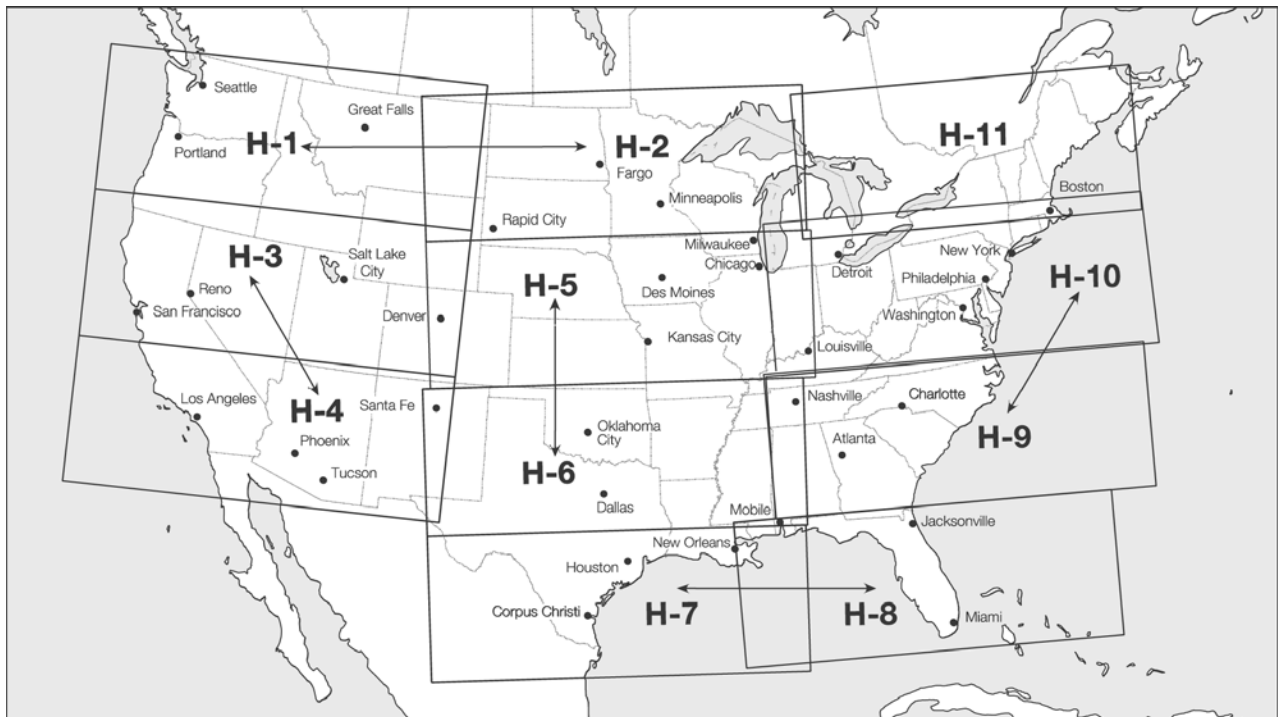 Seattle
Great Falls
H-1
H-2
H-11
Portland
Fargo
Minneapolis
Boston
Rapid City
Milwaukee
New York
H-3
Salt Lake
City
Chicago
Detroit
Philadelphia
H-10
H-5
Des Moines
Reno
San Francisco
Denver
Washington
Kansas City
Louisville
Los Angeles
H-4
Santa Fe
Nashville
Charlotte
Oklahoma
City
H-9
Phoenix
Atlanta
Tucson
H-6
Dallas
Mobile
Jacksonville
New Orleans
Houston
Corpus Christi
H-7
H-8
Miami